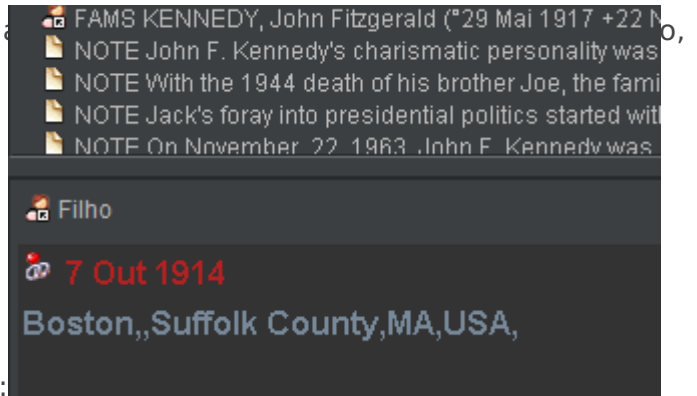 FAMS KENNEDY, John Fitzgerald (*29 Mai 1917 +22
NOTE John F. Kennedy's charismatic personality was
NOTE With the 1944 death of his brother Joe, the fami
NOTE Jack's foray into presidential politics started with
NOTE On November 22, 1963, John F. Kennedy was
Filho
7 Out 1914
Boston,,Suffolk County,MA,USA,